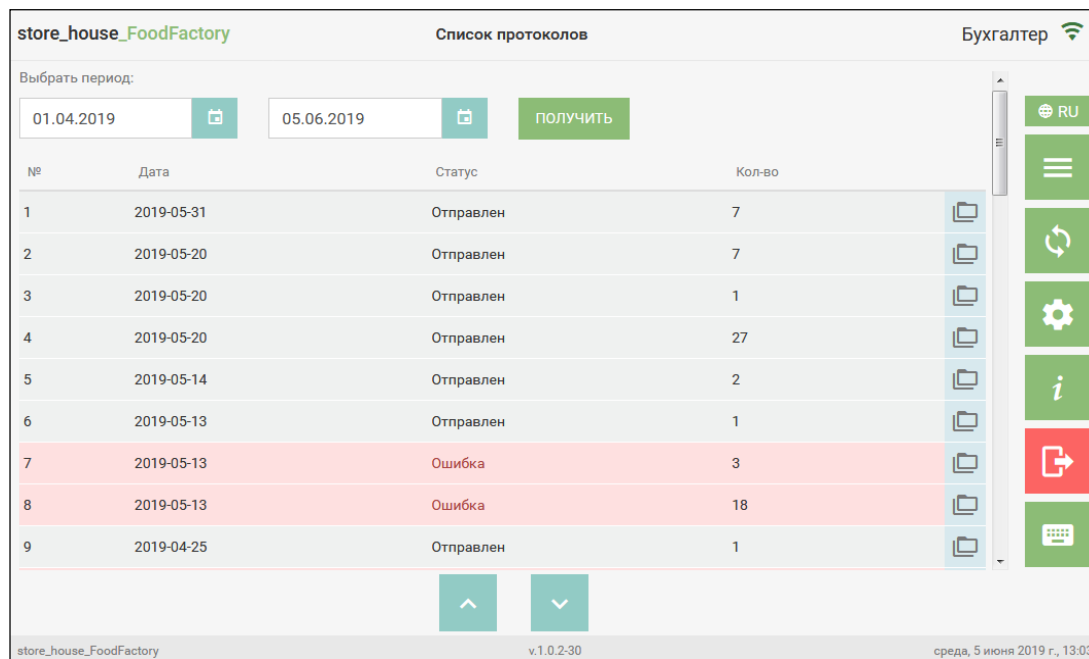 store_house_FoodFactory Список протоколов Бухгалтер
Выбрать период:
01.04.2019 05.06.2019 ПОЛУЧИТЬ
RU
№ Дата Статус Кол-во
1 2019-05-31 Отправлен 7
2 2019-05-20 Отправлен 7
3 2019-05-20 Отправлен 1
4 2019-05-20 Отправлен 27
5 2019-05-14 Отправлен 2
6 2019-05-13 Отправлен 1
7 2019-05-13 Ошибка 3
8 2019-05-13 Ошибка 18
9 2019-04-25 Отправлен 1
store_house_FoodFactory v.1.0.2-30 среда, 5 июня 2019 г., 13:03